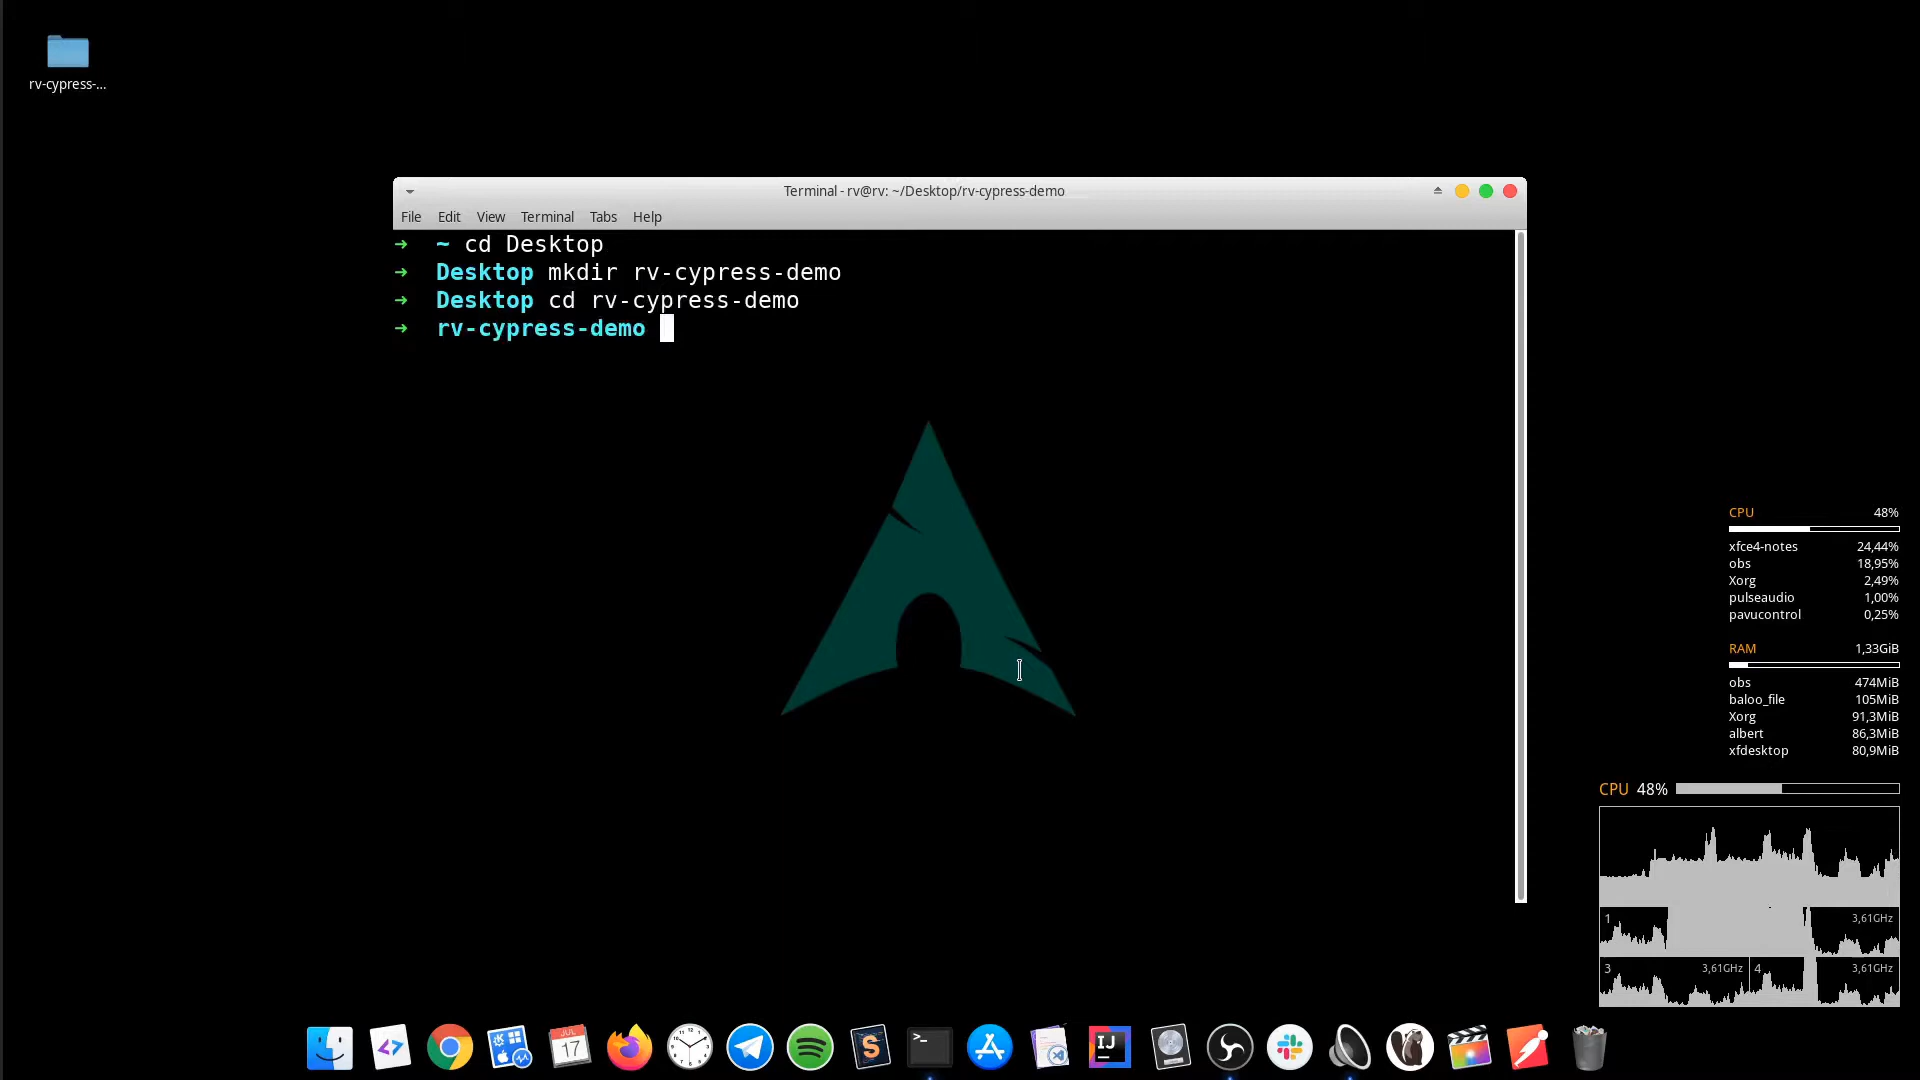 rv-cypress-...
Terminal - rv@rv: ~/Desktop/rv-cypress-demo
File Edit View Terminal Tabs Help
➜ ~ cd Desktop
➜ Desktop mkdir rv-cypress-demo
➜ Desktop cd rv-cypress-demo
➜ rv-cypress-demo
CPU 48%
xfce4-notes 24,44%
obs 18,95%
Xorg 2,49%
pulseaudio 1,00%
pavucontrol 0,25%
RAM 1,33GiB
obs 474MiB
baloo_file 105MiB
Xorg 91,3MiB
albert 86,3MiB
xfdesktop 80,9MiB
CPU 48%
1 3,61GHz
3 3,61GHz 4 3,61GHz
JUL
17
>_
S
IJ